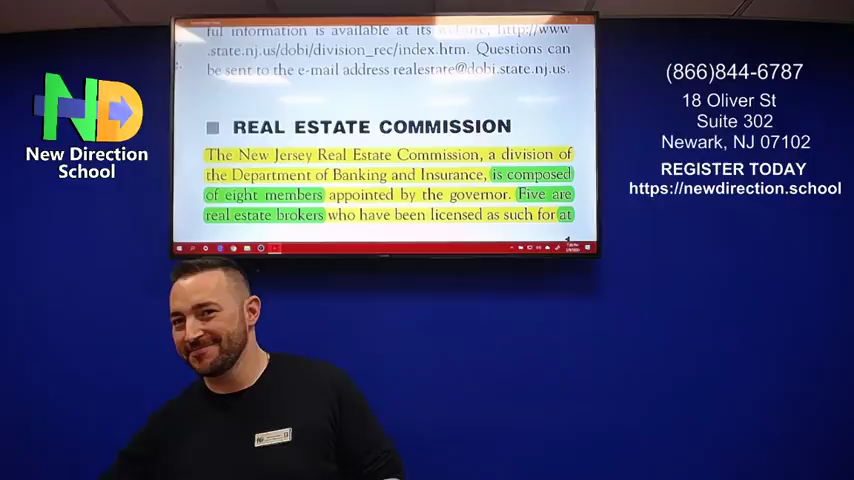 ful information is available at its website, http://www
.state.nj.us/dobi/division_rec/index.htm. Questions can
be sent to the e-mail address realestate@dobi.state.nj.us.
REAL ESTATE COMMISSION
The New Jersey Real Estate Commission, a division of
the Department of Banking and Insurance, is composed
of eight members appointed by the governor. Five are
real estate brokers who have been licensed as such for at
ND
New Direction
School
(866)844-6787
18 Oliver St
Suite 302
Newark, NJ 07102
REGISTER TODAY
https://newdirection.school